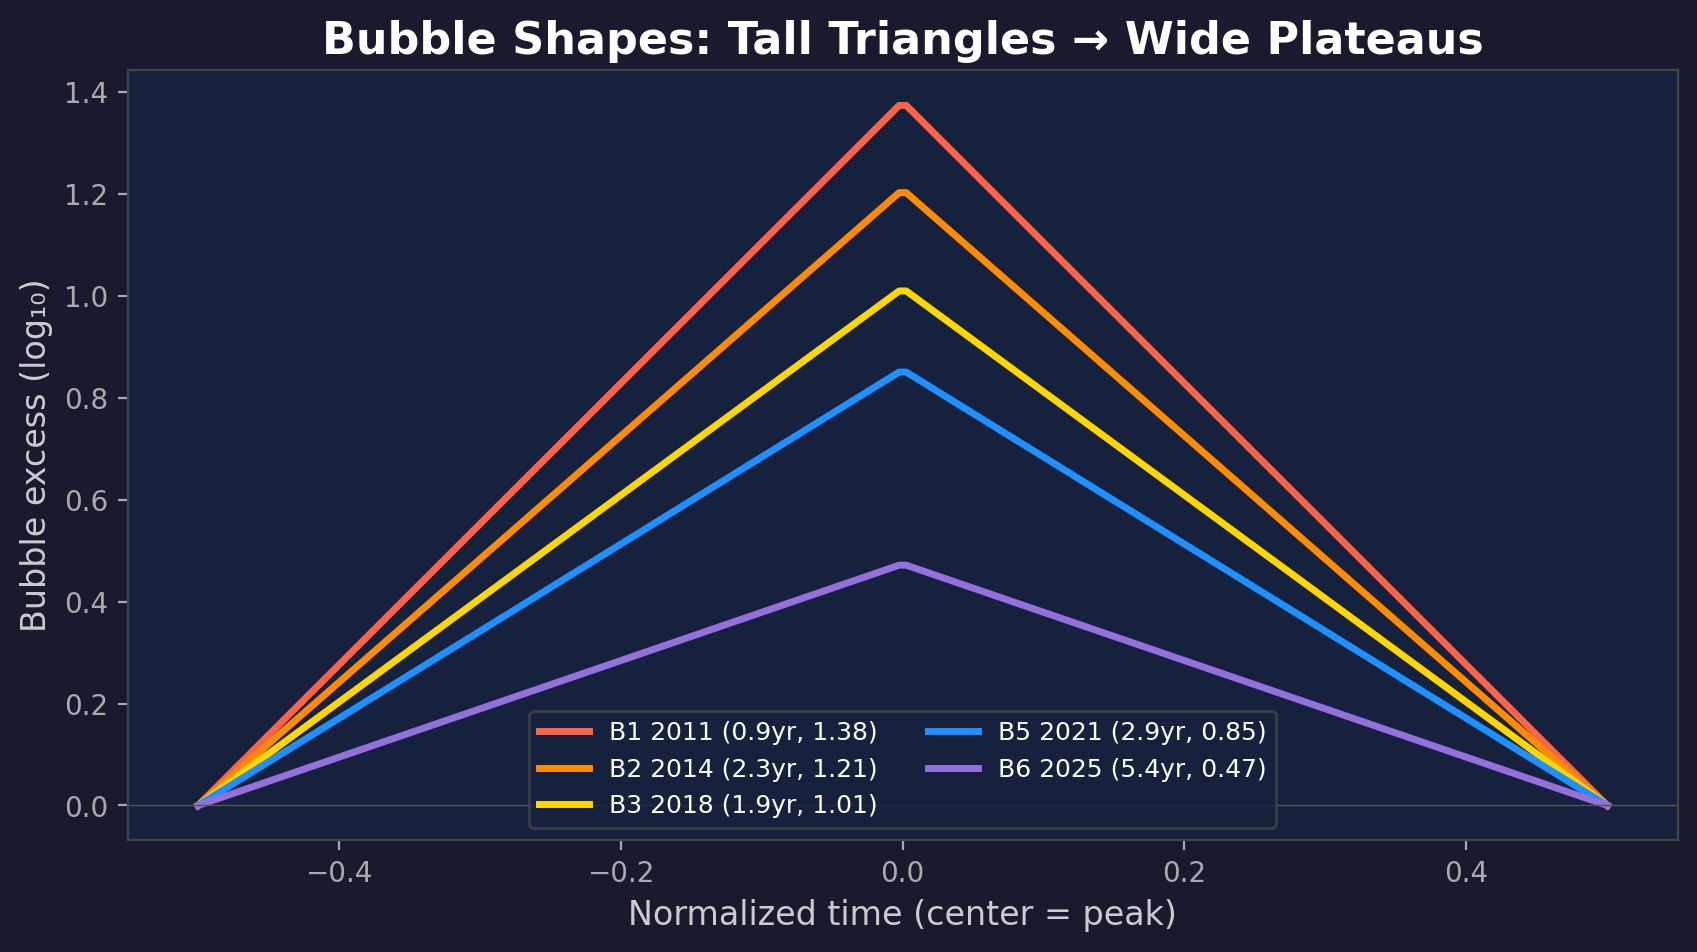 Bubble Shapes: Tall Triangles → Wide Plateaus
Bubble excess (log₁₀)
1.4
1.2
1.0
0.8
0.6
0.4
0.2
0.0
B1 2011 (0.9yr, 1.38)
B2 2014 (2.3yr, 1.21)
B3 2018 (1.9yr, 1.01)
B5 2021 (2.9yr, 0.85)
B6 2025 (5.4yr, 0.47)
−0.4
−0.2
0.0
0.2
0.4
Normalized time (center = peak)